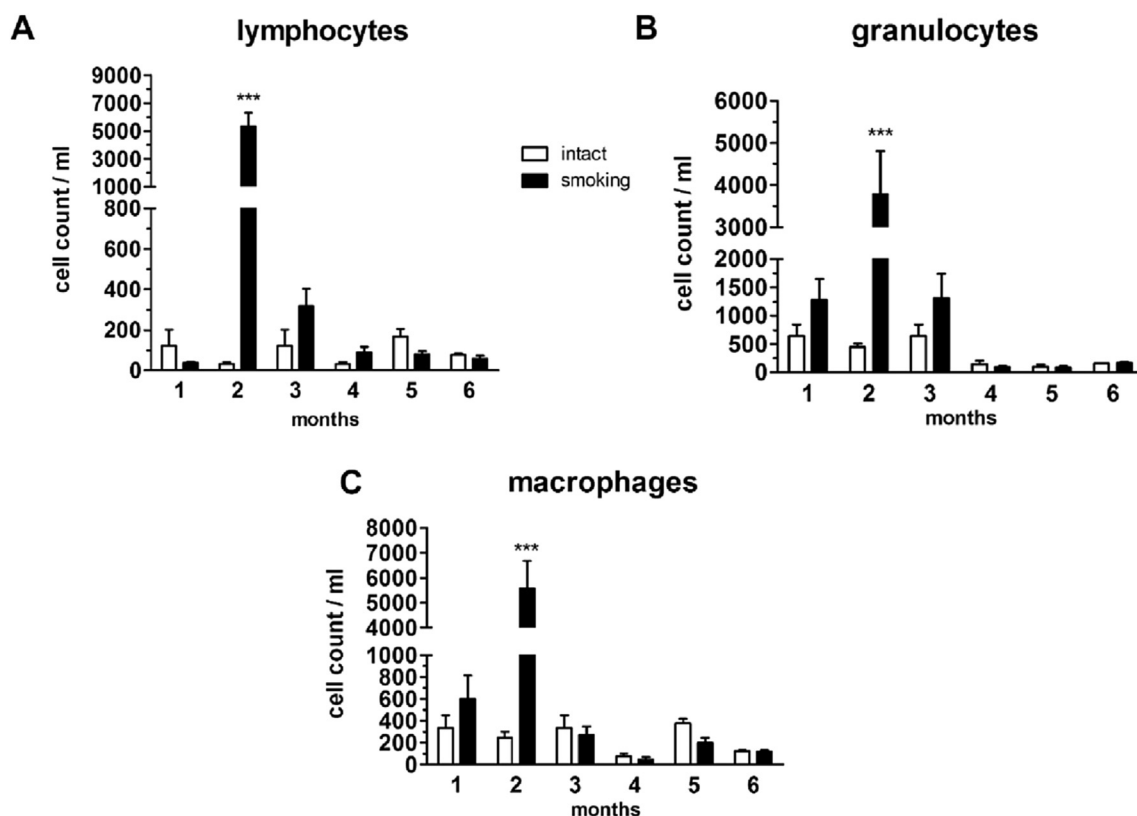 A lymphocytes
cell count / ml
9000
7000
5000
3000
1000
800
600
400
200
0
***
1 2 3 4 5 6
months
intact
smoking
B granulocytes
cell count / ml
6000
5000
4000
3000
2000
1500
1000
500
0
***
1 2 3 4 5 6
months
C macrophages
cell count / ml
8000
7000
6000
5000
4000
1000
800
600
400
200
0
***
1 2 3 4 5 6
months